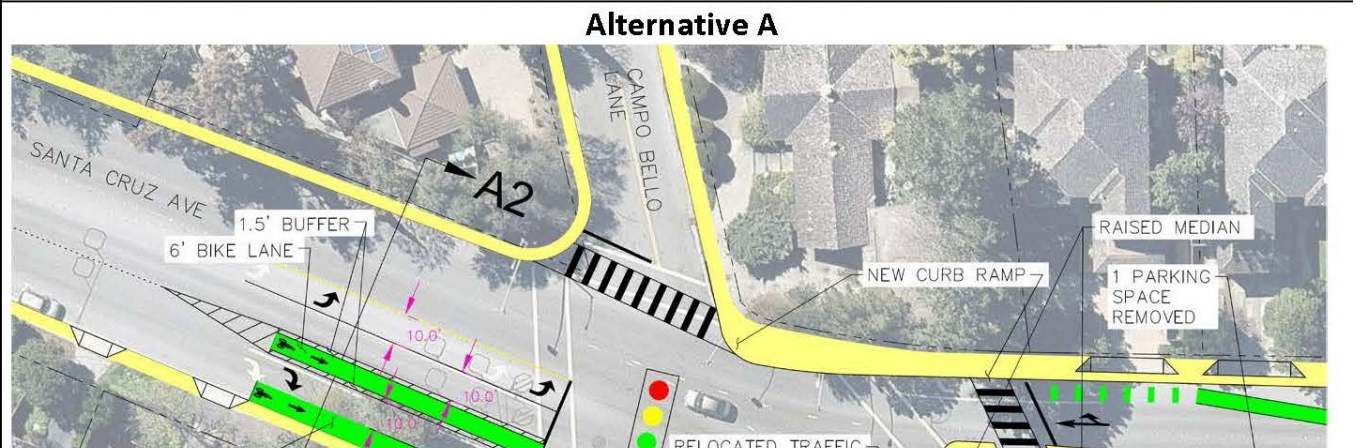 Alternative A
CAMPO BELLO
LANE
SANTA CRUZ AVE
A2
1.5' BUFFER
6' BIKE LANE
RAISED MEDIAN
NEW CURB RAMP
1 PARKING
SPACE
REMOVED
10.0'
10.0'
10.0'
RELOCATED TRAFFIC